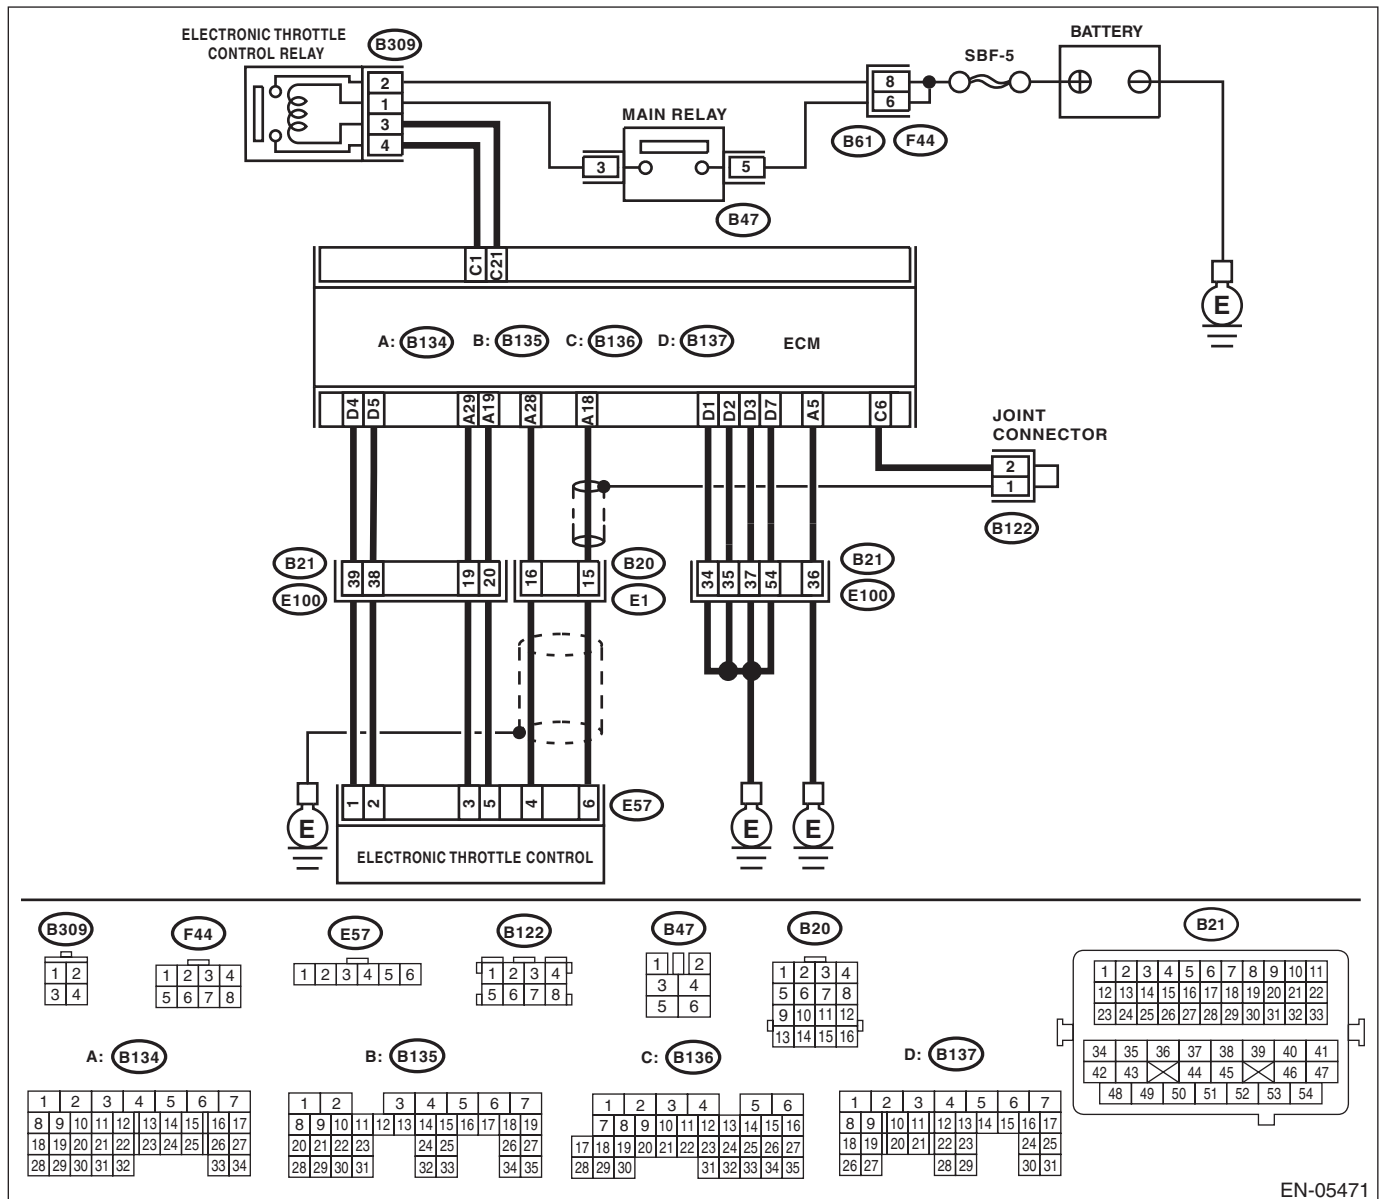 ELECTRONIC THROTTLE
CONTROL RELAY
B309
2
1
3
4
MAIN RELAY
3
5
B47
8
6
B61
F44
SBF-5
BATTERY
E
C1
C21
A: B134 B: B135 C: B136 D: B137 ECM
D4 D5 A29 A19 A28 A18 D1 D2 D3 D7 A5 C6
JOINT
CONNECTOR
2
1
B122
B21
E100
39 38 19 20 16 15
B20
E1
34 35 37 54 36
B21
E100
1 2 3 5 4 6
E57
E
E
E
ELECTRONIC THROTTLE CONTROL
B309
1 2
3 4
F44
1 2 3 4
5 6 7 8
E57
1 2 3 4 5 6
B122
1 2 3 4
5 6 7 8
B47
1 2
3 4
5 6
B20
1 2 3 4
5 6 7 8
9 10 11 12
13 14 15 16
B21
1 2 3 4 5 6 7 8 9 10 11
12 13 14 15 16 17 18 19 20 21 22
23 24 25 26 27 28 29 30 31 32 33
34 35 36 37 38 39 40 41
42 43 44 45 46 47
48 49 50 51 52 53 54
A: B134
1 2 3 4 5 6 7
8 9 10 11 12 13 14 15 16 17
18 19 20 21 22 23 24 25 26 27
28 29 30 31 32 33 34
B: B135
1 2 3 4 5 6 7
8 9 10 11 12 13 14 15 16 17 18 19
20 21 22 23 24 25 26 27
28 29 30 31 32 33 34 35
C: B136
1 2 3 4 5 6
7 8 9 10 11 12 13 14 15 16
17 18 19 20 21 22 23 24 25 26 27
28 29 30 31 32 33 34 35
D: B137
1 2 3 4 5 6 7
8 9 10 11 12 13 14 15 16 17
18 19 20 21 22 23 24 25
26 27 28 29 30 31
EN-05471